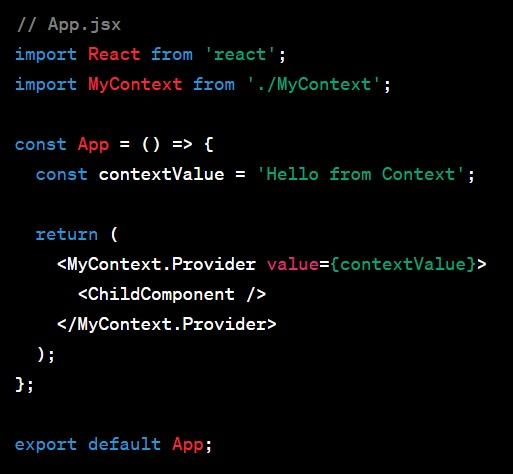 // App.jsx
import React from 'react';
import MyContext from './MyContext';

const App = () => {
  const contextValue = 'Hello from Context';

  return (
    <MyContext.Provider value={contextValue}>
      <ChildComponent />
    </MyContext.Provider>
  );
};

export default App;